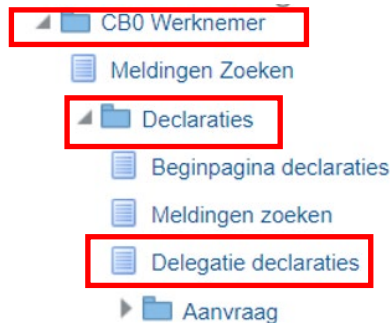 CB0 Werknemer
Meldingen Zoeken
Declaraties
Beginpagina declaraties
Meldingen zoeken
Delegatie declaraties
Aanvraag